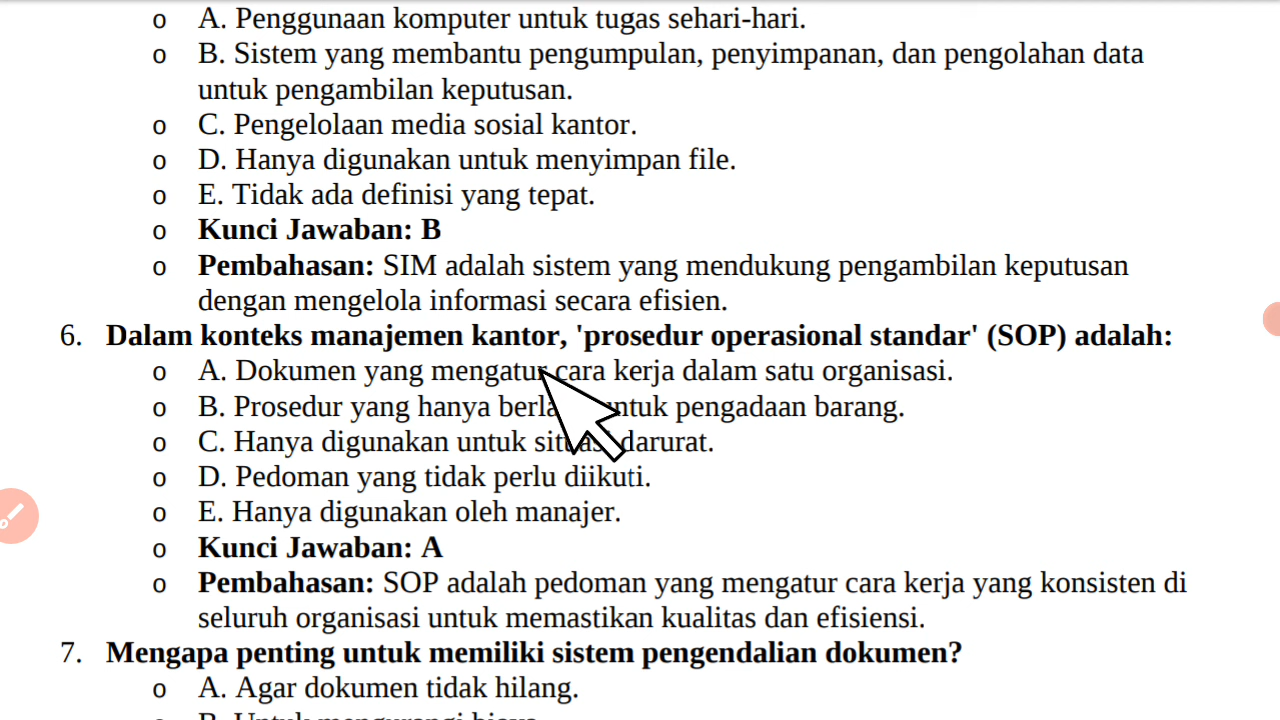 o A. Penggunaan komputer untuk tugas sehari-hari.
o B. Sistem yang membantu pengumpulan, penyimpanan, dan pengolahan data
untuk pengambilan keputusan.
o C. Pengelolaan media sosial kantor.
o D. Hanya digunakan untuk menyimpan file.
o E. Tidak ada definisi yang tepat.
o Kunci Jawaban: B
o Pembahasan: SIM adalah sistem yang mendukung pengambilan keputusan
dengan mengelola informasi secara efisien.
6. Dalam konteks manajemen kantor, 'prosedur operasional standar' (SOP) adalah:
o A. Dokumen yang mengatur cara kerja dalam satu organisasi.
o B. Prosedur yang hanya berlaku untuk pengadaan barang.
o C. Hanya digunakan untuk situasi darurat.
o D. Pedoman yang tidak perlu diikuti.
o E. Hanya digunakan oleh manajer.
o Kunci Jawaban: A
o Pembahasan: SOP adalah pedoman yang mengatur cara kerja yang konsisten di
seluruh organisasi untuk memastikan kualitas dan efisiensi.
7. Mengapa penting untuk memiliki sistem pengendalian dokumen?
o A. Agar dokumen tidak hilang.
B. Untuk mengurangi biaya.